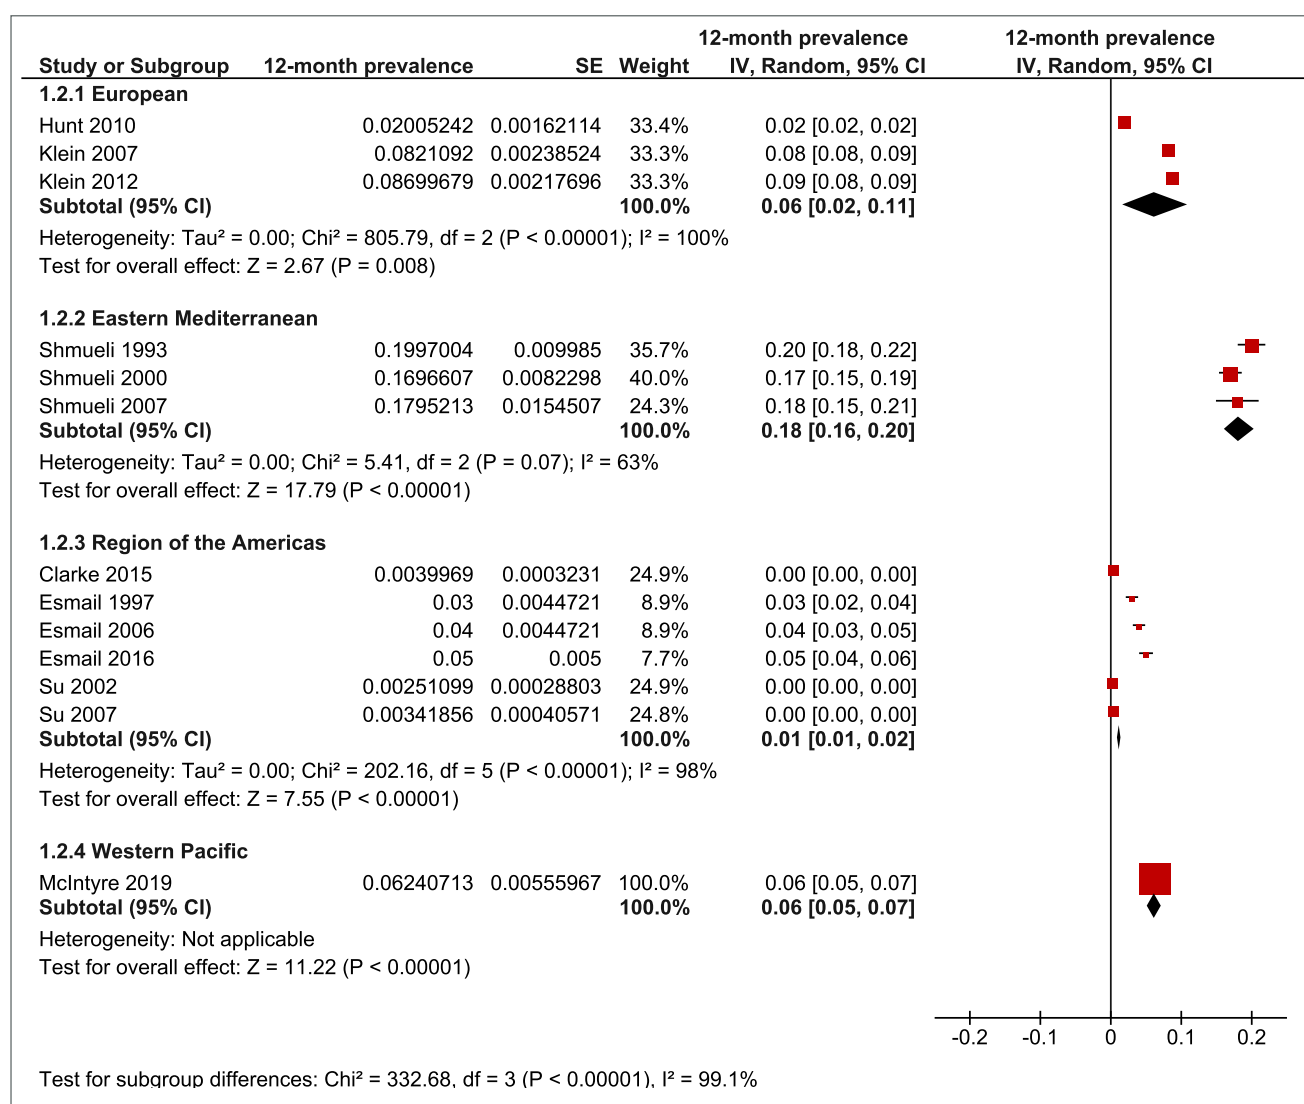 12-month prevalence 12-month prevalence
Study or Subgroup 12-month prevalence SE Weight IV, Random, 95% CI IV, Random, 95% CI
1.2.1 European
Hunt 2010 0.02005242 0.00162114 33.4% 0.02 [0.02, 0.02]
Klein 2007 0.0821092 0.00238524 33.3% 0.08 [0.08, 0.09]
Klein 2012 0.08699679 0.00217696 33.3% 0.09 [0.08, 0.09]
Subtotal (95% CI) 100.0% 0.06 [0.02, 0.11]
Heterogeneity: Tau² = 0.00; Chi² = 805.79, df = 2 (P < 0.00001); I² = 100%
Test for overall effect: Z = 2.67 (P = 0.008)
1.2.2 Eastern Mediterranean
Shmueli 1993 0.1997004 0.009985 35.7% 0.20 [0.18, 0.22]
Shmueli 2000 0.1696607 0.0082298 40.0% 0.17 [0.15, 0.19]
Shmueli 2007 0.1795213 0.0154507 24.3% 0.18 [0.15, 0.21]
Subtotal (95% CI) 100.0% 0.18 [0.16, 0.20]
Heterogeneity: Tau² = 0.00; Chi² = 5.41, df = 2 (P = 0.07); I² = 63%
Test for overall effect: Z = 17.79 (P < 0.00001)
1.2.3 Region of the Americas
Clarke 2015 0.0039969 0.0003231 24.9% 0.00 [0.00, 0.00]
Esmail 1997 0.03 0.0044721 8.9% 0.03 [0.02, 0.04]
Esmail 2006 0.04 0.0044721 8.9% 0.04 [0.03, 0.05]
Esmail 2016 0.05 0.005 7.7% 0.05 [0.04, 0.06]
Su 2002 0.00251099 0.00028803 24.9% 0.00 [0.00, 0.00]
Su 2007 0.00341856 0.00040571 24.8% 0.00 [0.00, 0.00]
Subtotal (95% CI) 100.0% 0.01 [0.01, 0.02]
Heterogeneity: Tau² = 0.00; Chi² = 202.16, df = 5 (P < 0.00001); I² = 98%
Test for overall effect: Z = 7.55 (P < 0.00001)
1.2.4 Western Pacific
McIntyre 2019 0.06240713 0.00555967 100.0% 0.06 [0.05, 0.07]
Subtotal (95% CI) 100.0% 0.06 [0.05, 0.07]
Heterogeneity: Not applicable
Test for overall effect: Z = 11.22 (P < 0.00001)
-0.2 -0.1 0 0.1 0.2
Test for subgroup differences: Chi² = 332.68, df = 3 (P < 0.00001), I² = 99.1%